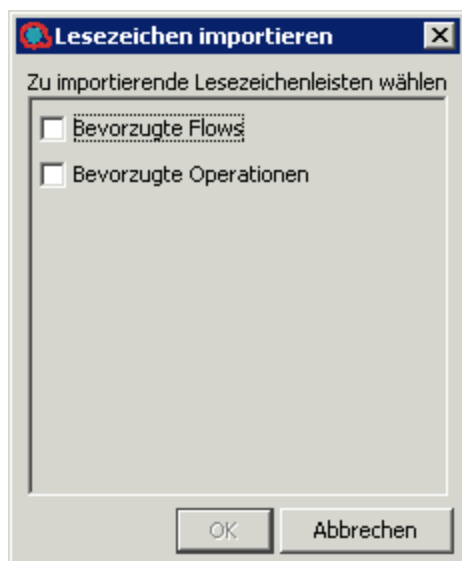 Lesezeichen importieren
Zu importierende Lesezeichenleisten wählen
Bevorzugte Flows
Bevorzugte Operationen
OK Abbrechen